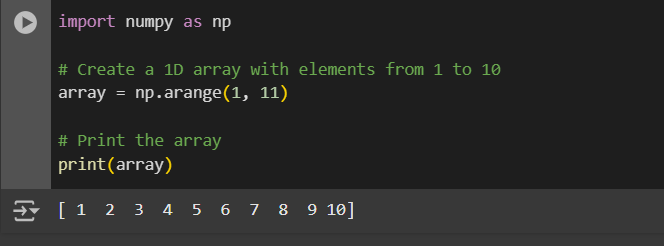 import numpy as np
# Create a 1D array with elements from 1 to 10
array = np.arange(1, 11)
# Print the array
print(array)
[ 1  2  3  4  5  6  7  8  9 10]